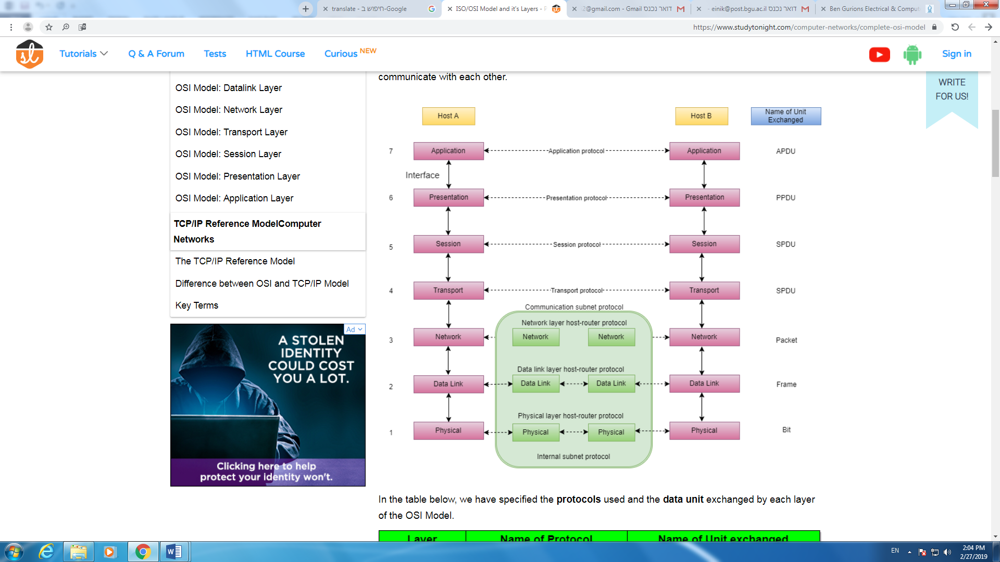 translate - חיפוש ב-Google
ISO/OSI Model and it's Layers - P
2@gmail.com - Gmail דואר נכנס
- einik@post.bgu.ac.il דואר נכנס
Ben Gurions Electrical & Comput
https://www.studytonight.com/computer-networks/complete-osi-model
Tutorials
Q & A Forum
Tests
HTML Course
Curious NEW
Sign in
WRITE
FOR US!
OSI Model: Datalink Layer
OSI Model: Network Layer
OSI Model: Transport Layer
OSI Model: Session Layer
OSI Model: Presentation Layer
OSI Model: Application Layer
TCP/IP Reference ModelComputer
Networks
The TCP/IP Reference Model
Difference between OSI and TCP/IP Model
Key Terms
Ad
A STOLEN
IDENTITY
COULD COST
YOU A LOT.
Clicking here to help
protect your identity won't.
communicate with each other.
Host A
Host B
Name of Unit
Exchanged
7
Application
Application protocol
Application
APDU
Interface
6
Presentation
Presentation protocol
Presentation
PPDU
5
Session
Session protocol
Session
SPDU
4
Transport
Transport protocol
Transport
SPDU
Communication subnet protocol
Network layer host-router protocol
3
Network
Network
Network
Network
Packet
Data link layer host-router protocol
2
Data Link
Data Link
Data Link
Data Link
Frame
Physical layer host-router protocol
1
Physical
Physical
Physical
Physical
Bit
Internal subnet protocol
In the table below, we have specified the protocols used and the data unit exchanged by each layer
of the OSI Model.
Layer
Name of Protocol
Name of Unit exchanged
EN
2:04 PM
2/27/2019